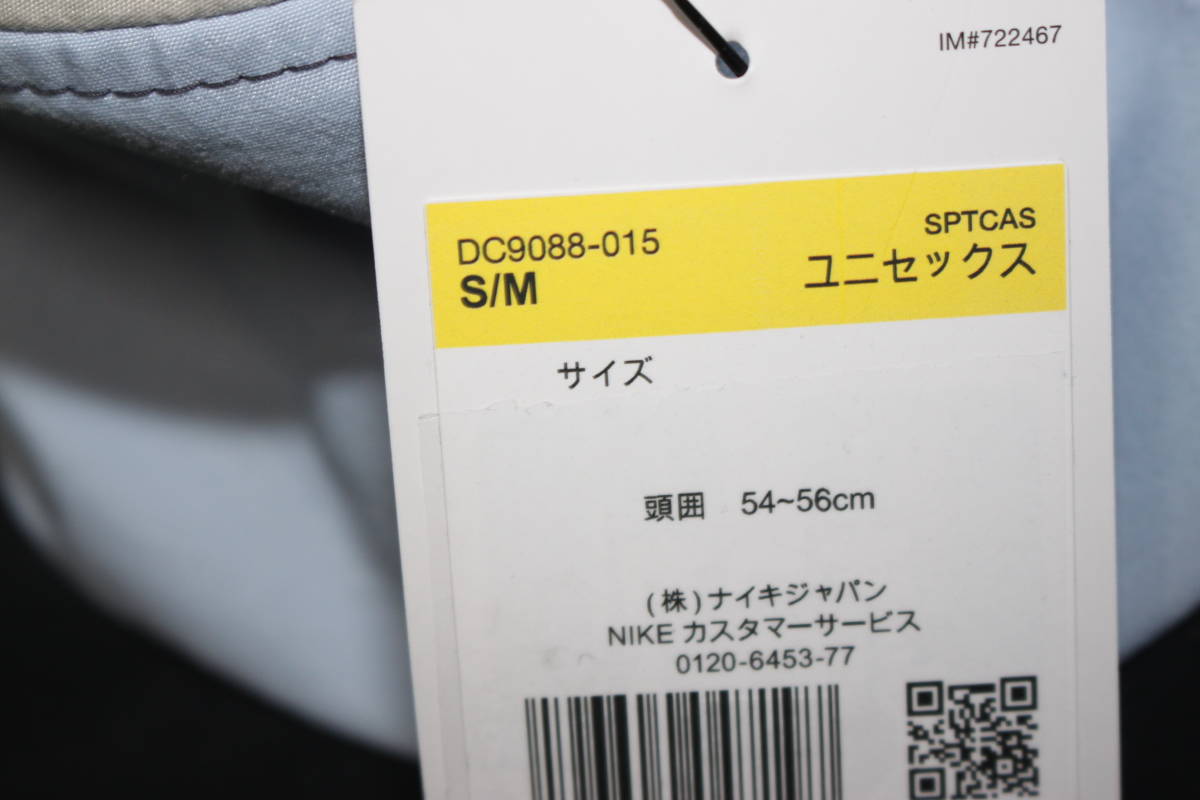 IM#722467
DC9088-015
SPTCAS
S/M
ユニセックス
サイズ
頭囲 54~56cm
(株)ナイキジャパン
NIKE カスタマーサービス
0120-6453-77